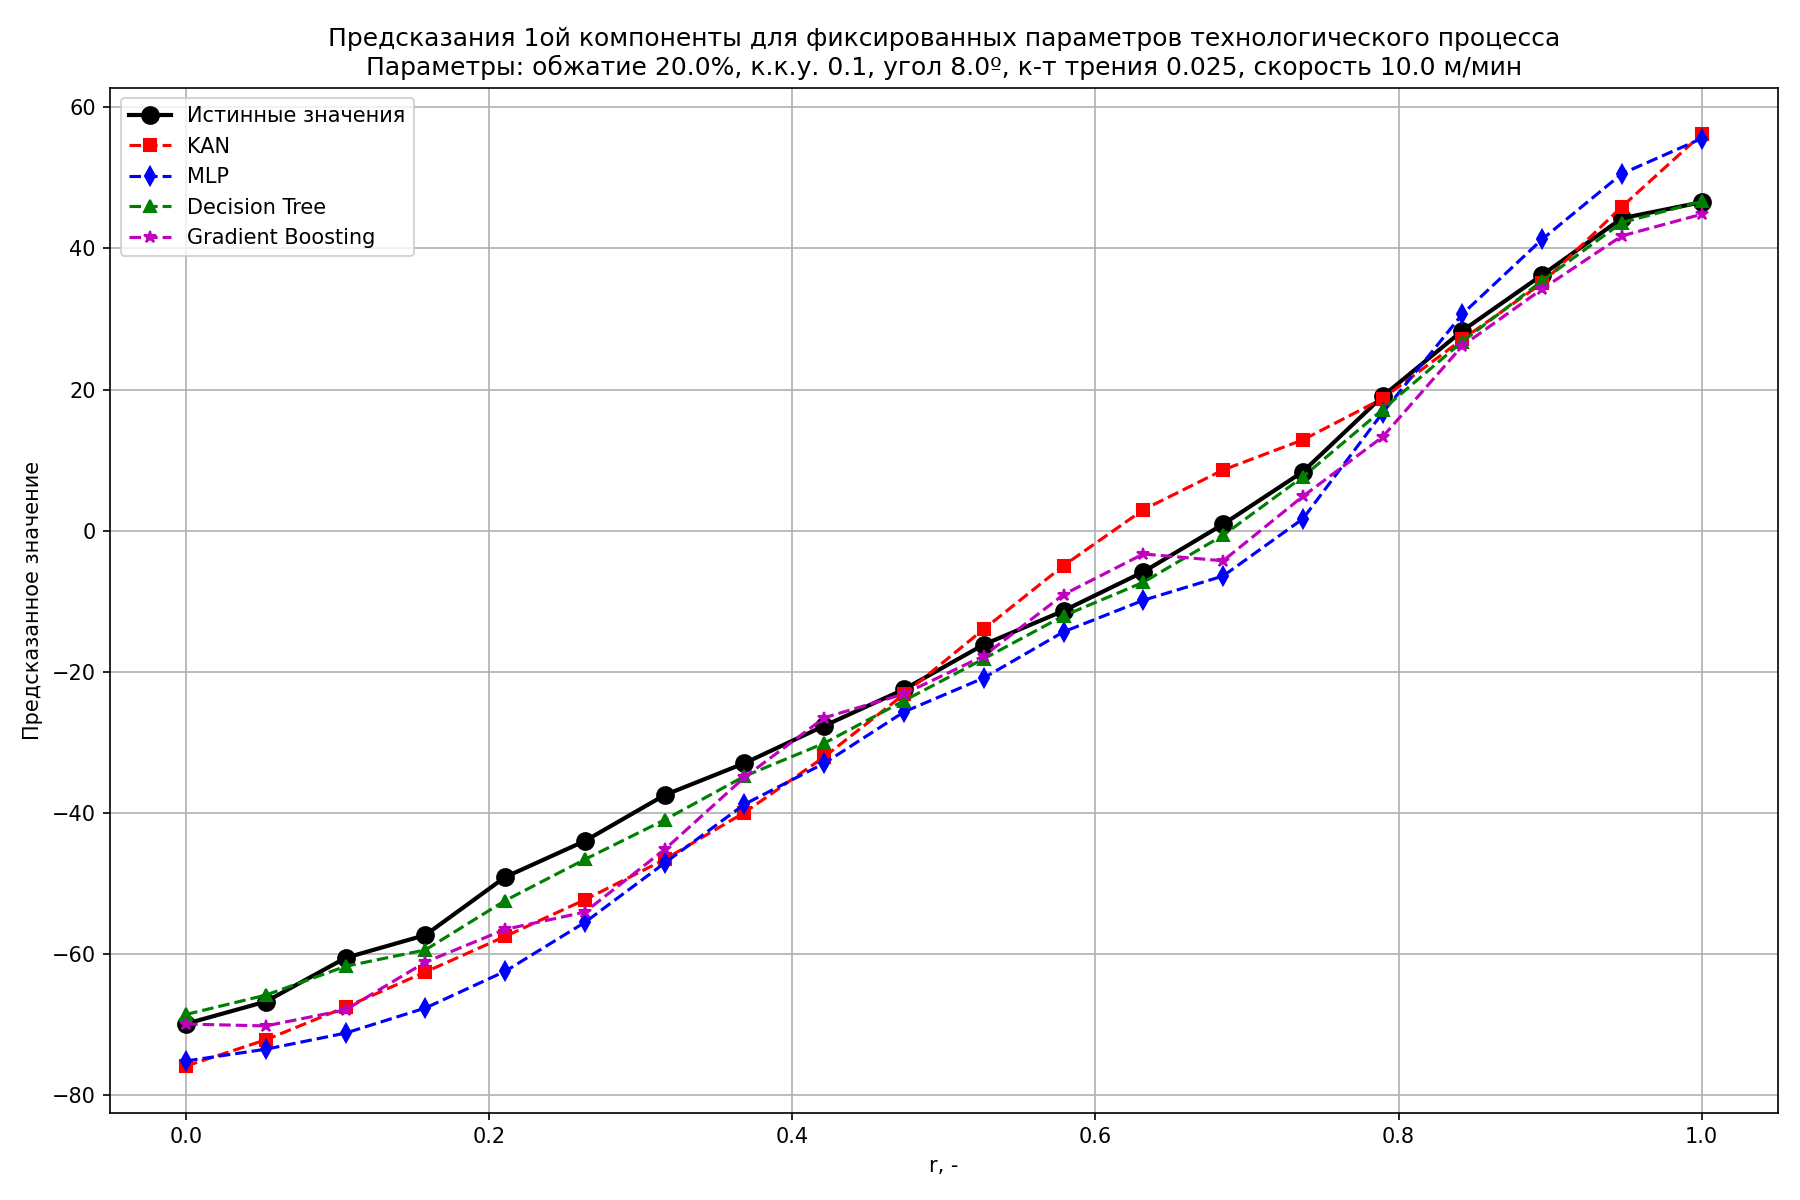 Предсказания 1ой компоненты для фиксированных параметров технологического процесса
Параметры: обжатие 20.0%, к.к.у. 0.1, угол 8.0º, к-т трения 0.025, скорость 10.0 м/мин
Истинные значения
KAN
MLP
Decision Tree
Gradient Boosting
Предсказанное значение
60
40
20
0
−20
−40
−60
−80
0.0
0.2
0.4
0.6
0.8
1.0
r, -